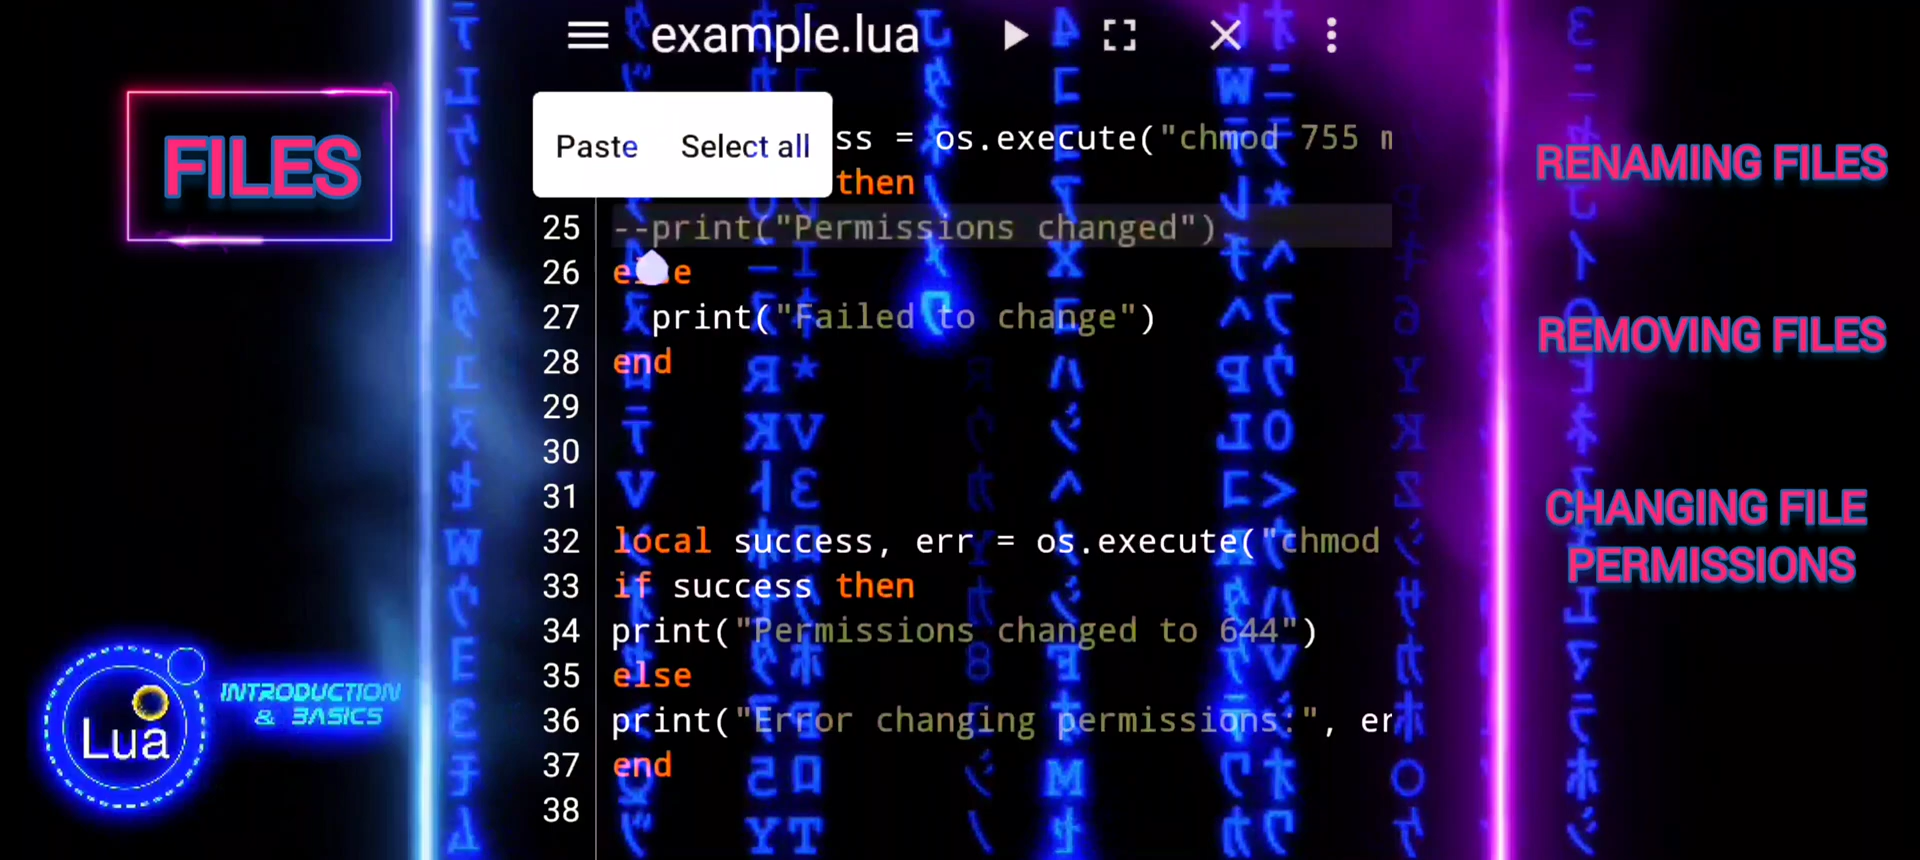 example.lua
FILES
Paste Select all
ss = os.execute("chmod 755 m
then
25 --print("Permissions changed")
26 else
27 print("Failed to change")
28 end
29
30
31
32 local success, err = os.execute("chmod
33 if success then
34 print("Permissions changed to 644")
35 else
36 print("Error changing permissions:", er
37 end
38
RENAMING FILES
REMOVING FILES
CHANGING FILE
PERMISSIONS
Lua
INTRODUCTION
& BASICS